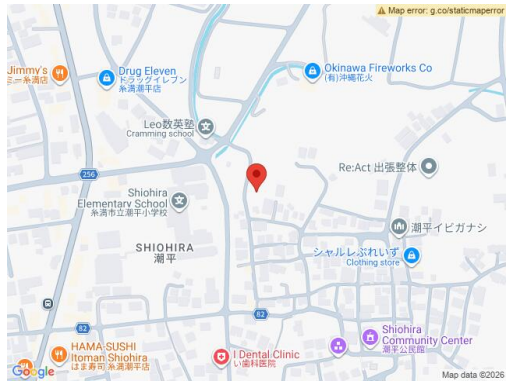 ⚠ Map error: g.co/staticmaperror
Jimmy's
ミー糸満店
Drug Eleven
ドラッグイレブン
糸満潮平店
Okinawa Fireworks Co
(有)沖縄花火
Leo数英塾
Cramming school
Re:Act 出張整体
256
Shiohira
Elementary School
糸満市立潮平小学校
潮平イビガナシ
SHIOHIRA
潮平
シャルレぷれいず
Clothing store
82
82
82
HAMA-SUSHI
Itoman Shiohira
はま寿司 糸満潮平店
I Dental Clinic
い歯科医院
Shiohira
Community Center
潮平公民館
Google
Map data ©2026